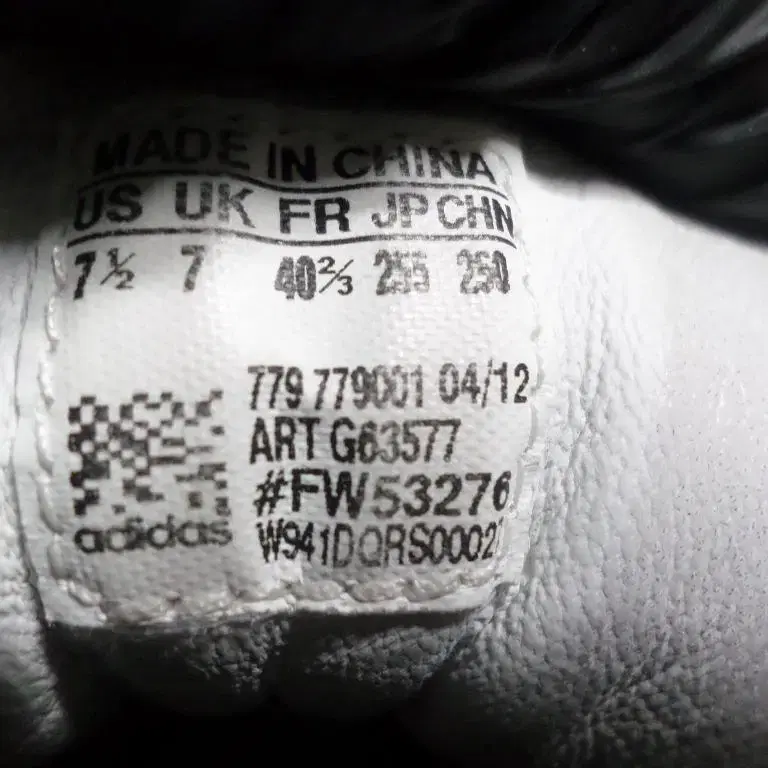 MADE IN CHINA
US UK FR JP CHN
7½ 7 40⅔ 255 250
779 779001 04/12
ART G63577
#FW53276
adidas W941DQRS0002